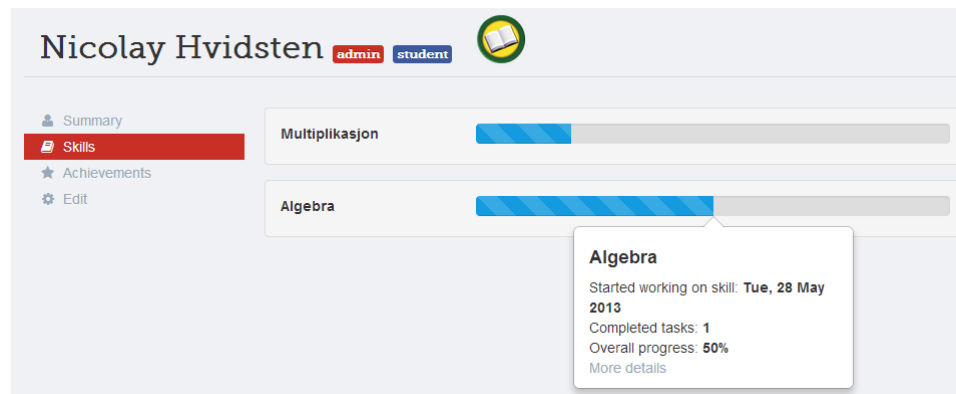 Nicolay Hvidsten admin student
Summary
Skills
Achievements
Edit
Multiplikasjon
Algebra
Algebra
Started working on skill: Tue, 28 May
2013
Completed tasks: 1
Overall progress: 50%
More details